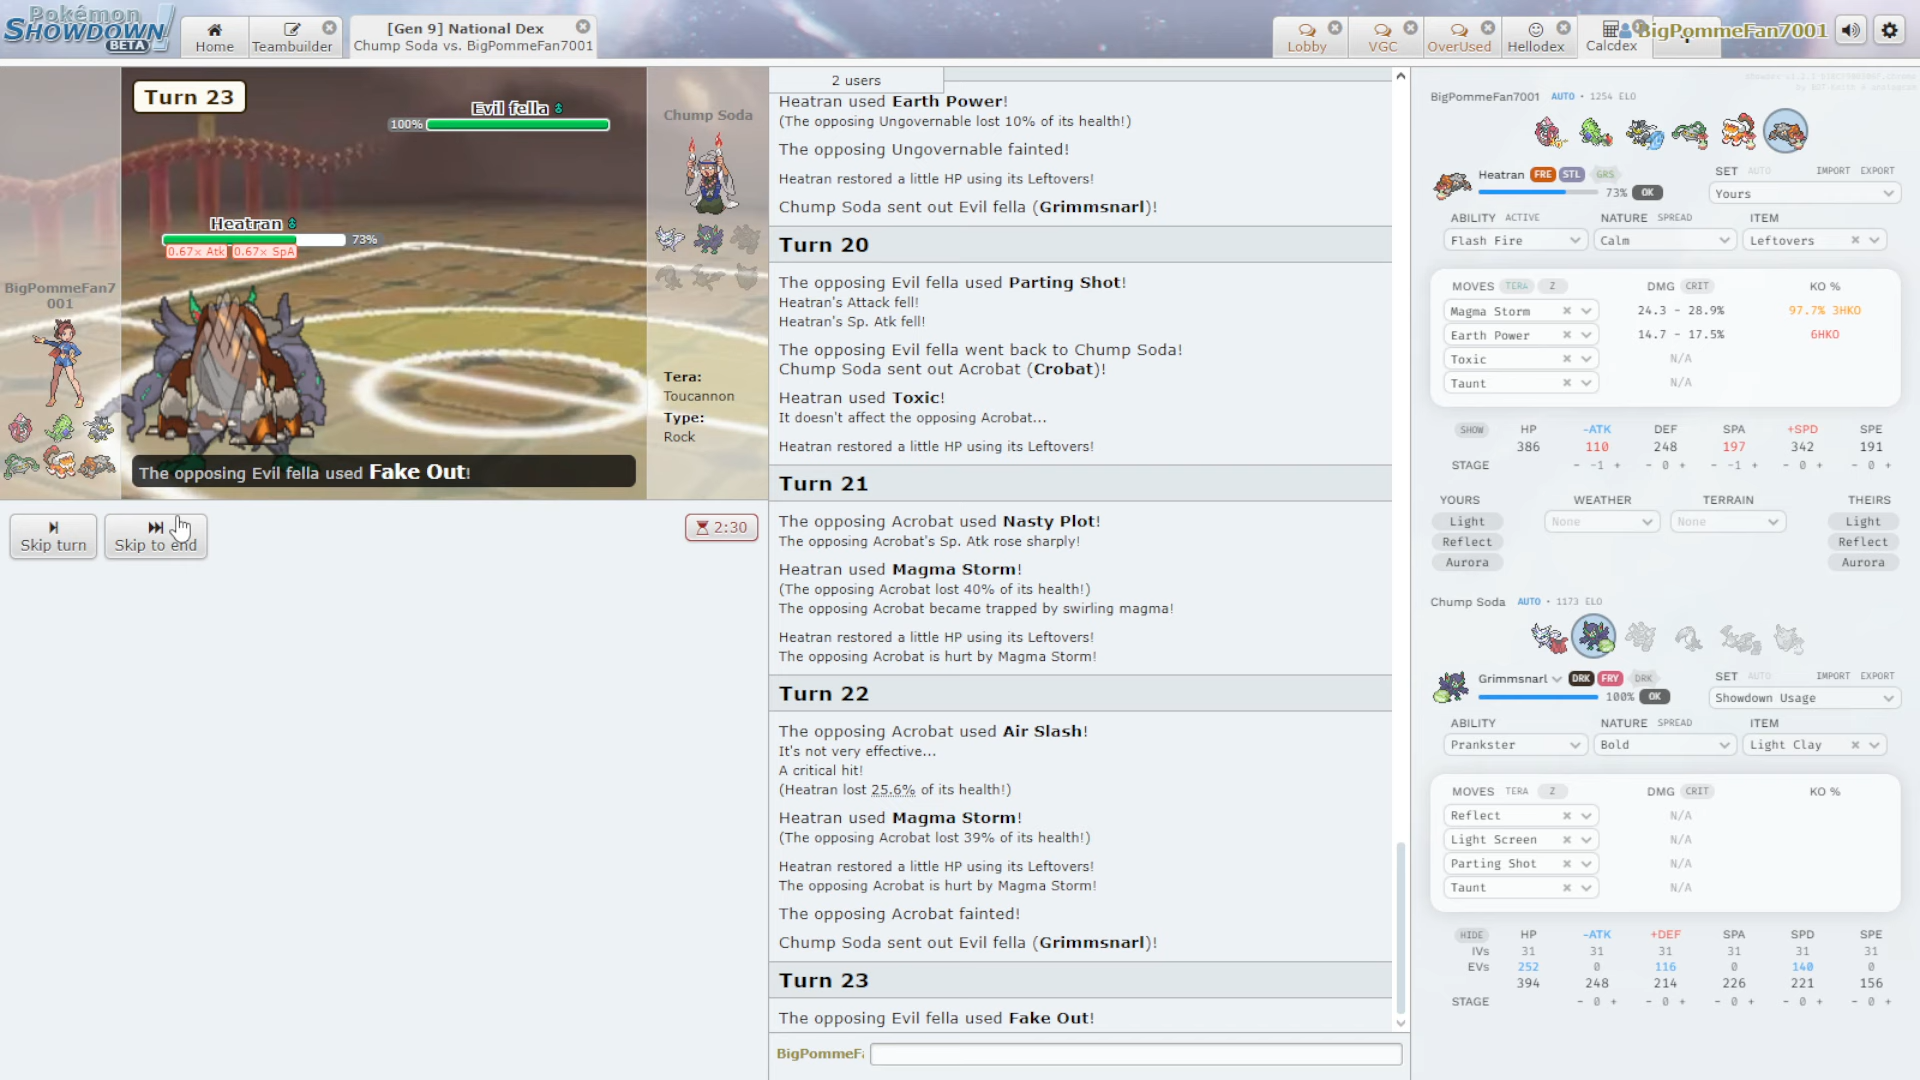 Pokémon
SHOWDOWN!
BETA
Home
Teambuilder
[Gen 9] National Dex
Chump Soda vs. BigPommeFan7001
Lobby
VGC
OverUsed
Hellodex
Calcdex
BigPommeFan7001
Turn 23
Evil fella
100%
Heatran
73%
0.67× Atk 0.67× SpA
Chump Soda
BigPommeFan7
001
Tera:
Toucannon
Type:
Rock
The opposing Evil fella used Fake Out!
Skip turn
Skip to end
2:30
2 users
Heatran used Earth Power!
(The opposing Ungovernable lost 10% of its health!)
The opposing Ungovernable fainted!
Heatran restored a little HP using its Leftovers!
Chump Soda sent out Evil fella (Grimmsnarl)!
Turn 20
The opposing Evil fella used Parting Shot!
Heatran's Attack fell!
Heatran's Sp. Atk fell!
The opposing Evil fella went back to Chump Soda!
Chump Soda sent out Acrobat (Crobat)!
Heatran used Toxic!
It doesn't affect the opposing Acrobat...
Heatran restored a little HP using its Leftovers!
Turn 21
The opposing Acrobat used Nasty Plot!
The opposing Acrobat's Sp. Atk rose sharply!
Heatran used Magma Storm!
(The opposing Acrobat lost 40% of its health!)
The opposing Acrobat became trapped by swirling magma!
Heatran restored a little HP using its Leftovers!
The opposing Acrobat is hurt by Magma Storm!
Turn 22
The opposing Acrobat used Air Slash!
It's not very effective...
A critical hit!
(Heatran lost 25.6% of its health!)
Heatran used Magma Storm!
(The opposing Acrobat lost 39% of its health!)
Heatran restored a little HP using its Leftovers!
The opposing Acrobat is hurt by Magma Storm!
The opposing Acrobat fainted!
Chump Soda sent out Evil fella (Grimmsnarl)!
Turn 23
The opposing Evil fella used Fake Out!
BigPommeFa
BigPommeFan7001 AUTO • 1254 ELO
Heatran FRE STL GRS
73% OK
SET AUTO IMPORT EXPORT
Yours
ABILITY ACTIVE NATURE SPREAD ITEM
Flash Fire Calm Leftovers
MOVES TERA Z DMG CRIT KO %
Magma Storm 24.3 - 28.9% 97.7% 3HKO
Earth Power 14.7 - 17.5% 6HKO
Toxic N/A
Taunt N/A
SHOW HP -ATK DEF SPA +SPD SPE
386 110 248 197 342 191
STAGE - -1 + - 0 + - -1 + - 0 + - 0 +
YOURS WEATHER TERRAIN THEIRS
Light None None Light
Reflect Reflect
Aurora Aurora
Chump Soda AUTO • 1173 ELO
Grimmsnarl DRK FRY DRK
100% OK
SET AUTO IMPORT EXPORT
Showdown Usage
ABILITY NATURE SPREAD ITEM
Prankster Bold Light Clay
MOVES TERA Z DMG CRIT KO %
Reflect N/A
Light Screen N/A
Parting Shot N/A
Taunt N/A
HIDE HP -ATK +DEF SPA SPD SPE
IVs 31 31 31 31 31 31
EVs 252 0 116 0 140 0
394 248 214 226 221 156
STAGE - 0 + - 0 + - 0 + - 0 + - 0 +